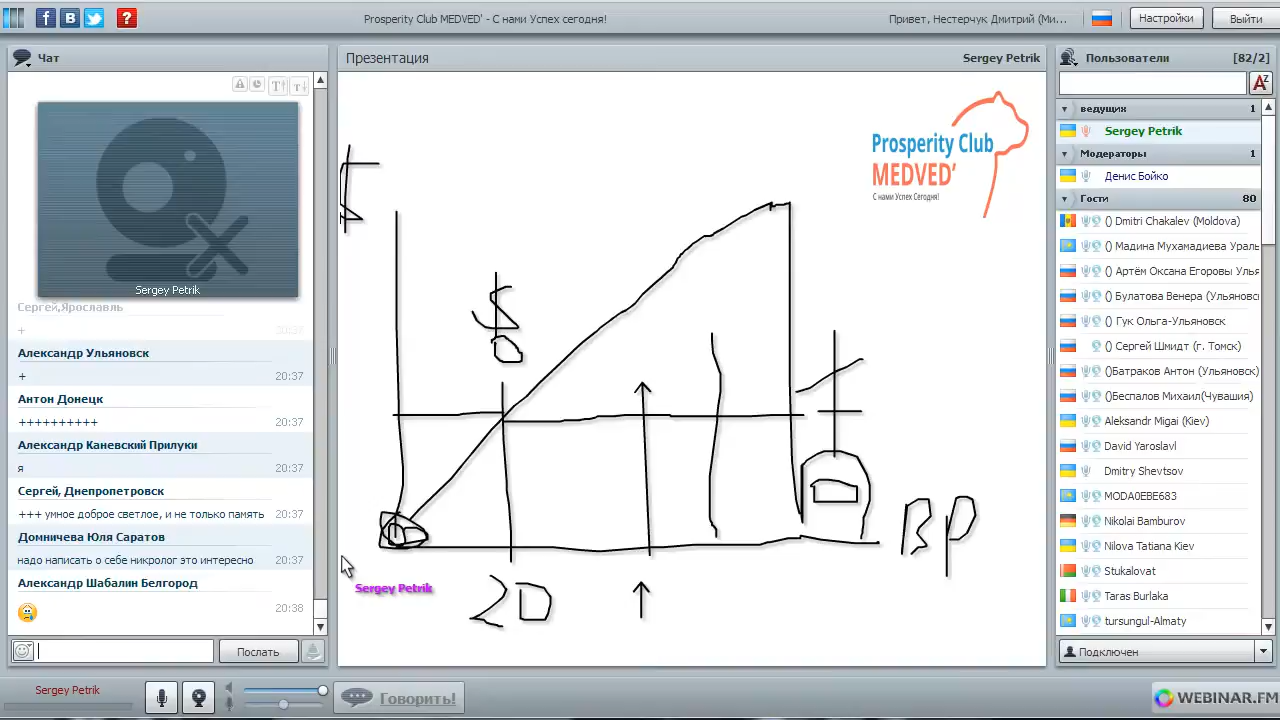 Prosperity Club MEDVED' - С нами Успех сегодня!
Привет, Нестерчук Дмитрий (Ми...
Настройки
Выйти
Чат
Sergey Petrik
Сергей,Ярославль
+
20:37
Александр Ульяновск
+
20:37
Антон Донецк
++++++++++
20:37
Александр Каневский Прилуки
я
20:37
Сергей, Днепропетровск
+++ умное доброе светлое, и не только память
Домничева Юля Саратов
надо написать о себе никролог это интересно
20:37
Александр Шабалин Белгород
20:38
Послать
Презентация
Sergey Petrik
Prosperity Club
MEDVED'
С нами Успех Сегодня!
$
$
0
20
ВР
Sergey Petrik
Пользователи
[82/2]
AZ
ведущие
1
Sergey Petrik
Модераторы
1
Денис Бойко
Гости
80
() Dmitri Chakalev (Moldova)
() Мадина Мухамадиева Ураль
() Артём Оксана Егоровы Улья
() Булатова Венера (Ульяновс
() Гук Ольга-Ульяновск
() Сергей Шмидт (г. Томск)
()Батраков Антон (Ульяновск)
()Беспалов Михаил(Чувашия)
Aleksandr Migai (Kiev)
David Yaroslavl
Dmitry Shevtsov
MODA0EBE683
Nikolai Bamburov
Nilova Tatiana Kiev
Stukalovat
Taras Burlaka
tursungul-Almaty
Подключен
Sergey Petrik
Говорить!
WEBINAR.FM